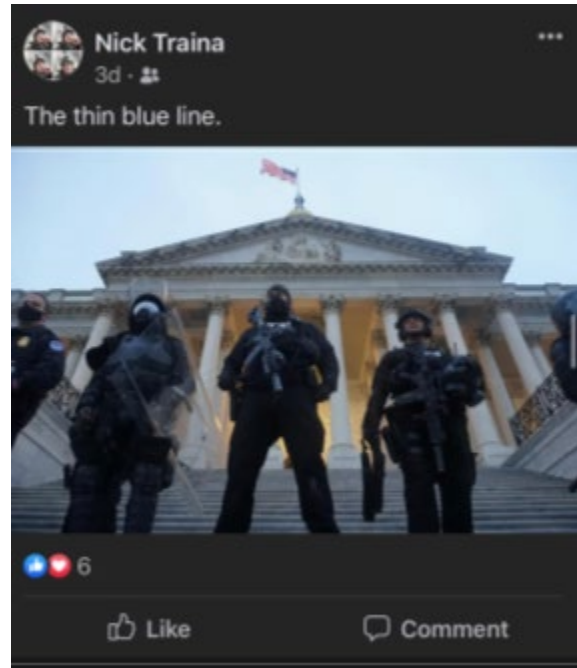 Nick Traina
3d ·
The thin blue line.
6
Like
Comment